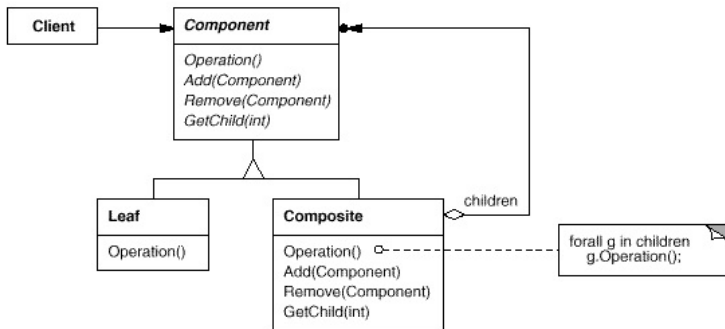 Client
Component
Operation()
Add(Component)
Remove(Component)
GetChild(int)
children
Leaf
Operation()
Composite
Operation()
Add(Component)
Remove(Component)
GetChild(int)
forall g in children
g.Operation();